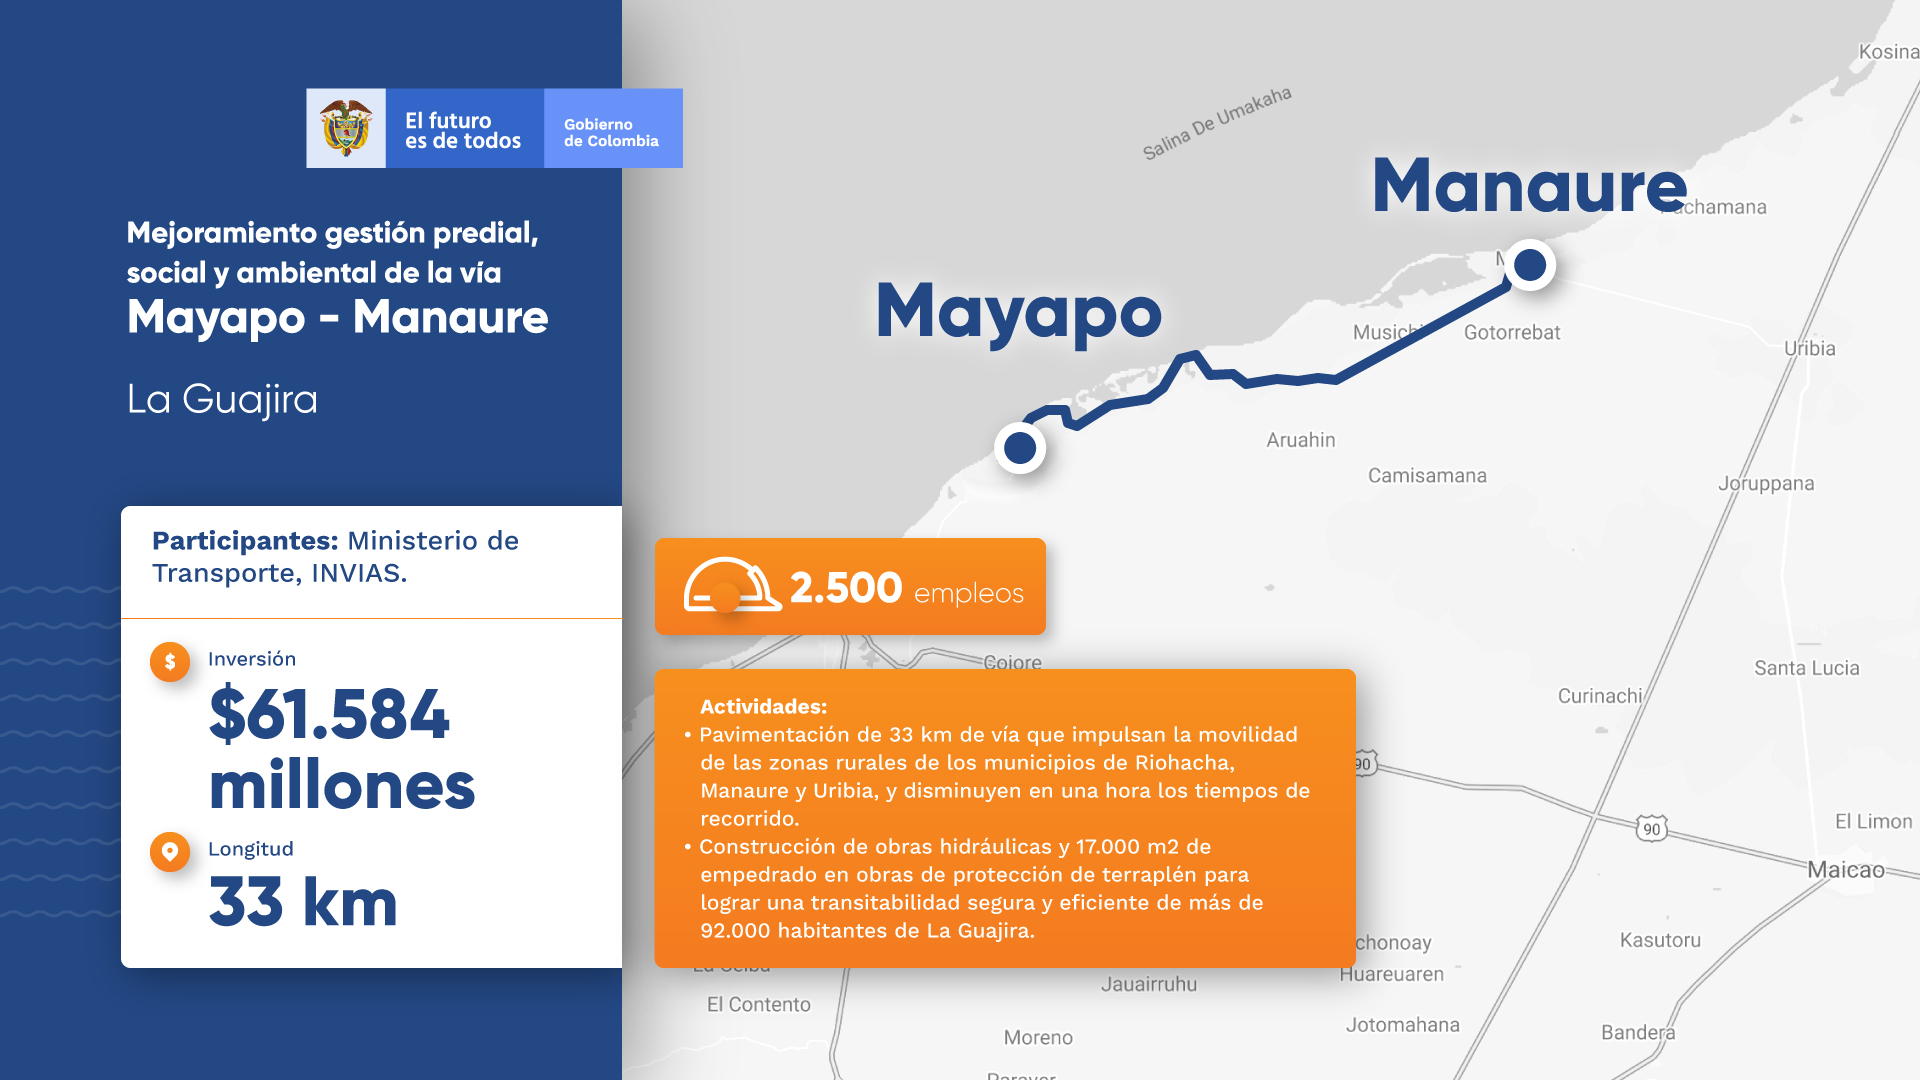 El futuro
es de todos
Gobierno
de Colombia
Mejoramiento gestión predial,
social y ambiental de la vía
Mayapo - Manaure
La Guajira
Participantes: Ministerio de
Transporte, INVIAS.
$
Inversión
$61.584
millones
Longitud
33 km
Kosina
Salina De Umakaha
Manaure
Mayapo
Gotorrebat
Uribia
Aruahin
Camisamana
Joruppana
2.500 empleos
Cojore
Santa Lucia
Curinachi
Actividades:
• Pavimentación de 33 km de vía que impulsan la movilidad
de las zonas rurales de los municipios de Riohacha,
Manaure y Uribia, y disminuyen en una hora los tiempos de
recorrido.
• Construcción de obras hidráulicas y 17.000 m2 de
empedrado en obras de protección de terraplén para
lograr una transitabilidad segura y eficiente de más de
92.000 habitantes de La Guajira.
90
90
El Limon
Maicao
Kasutoru
Huareuaren
Jauairruhu
El Contento
Jotomahana
Bandera
Moreno